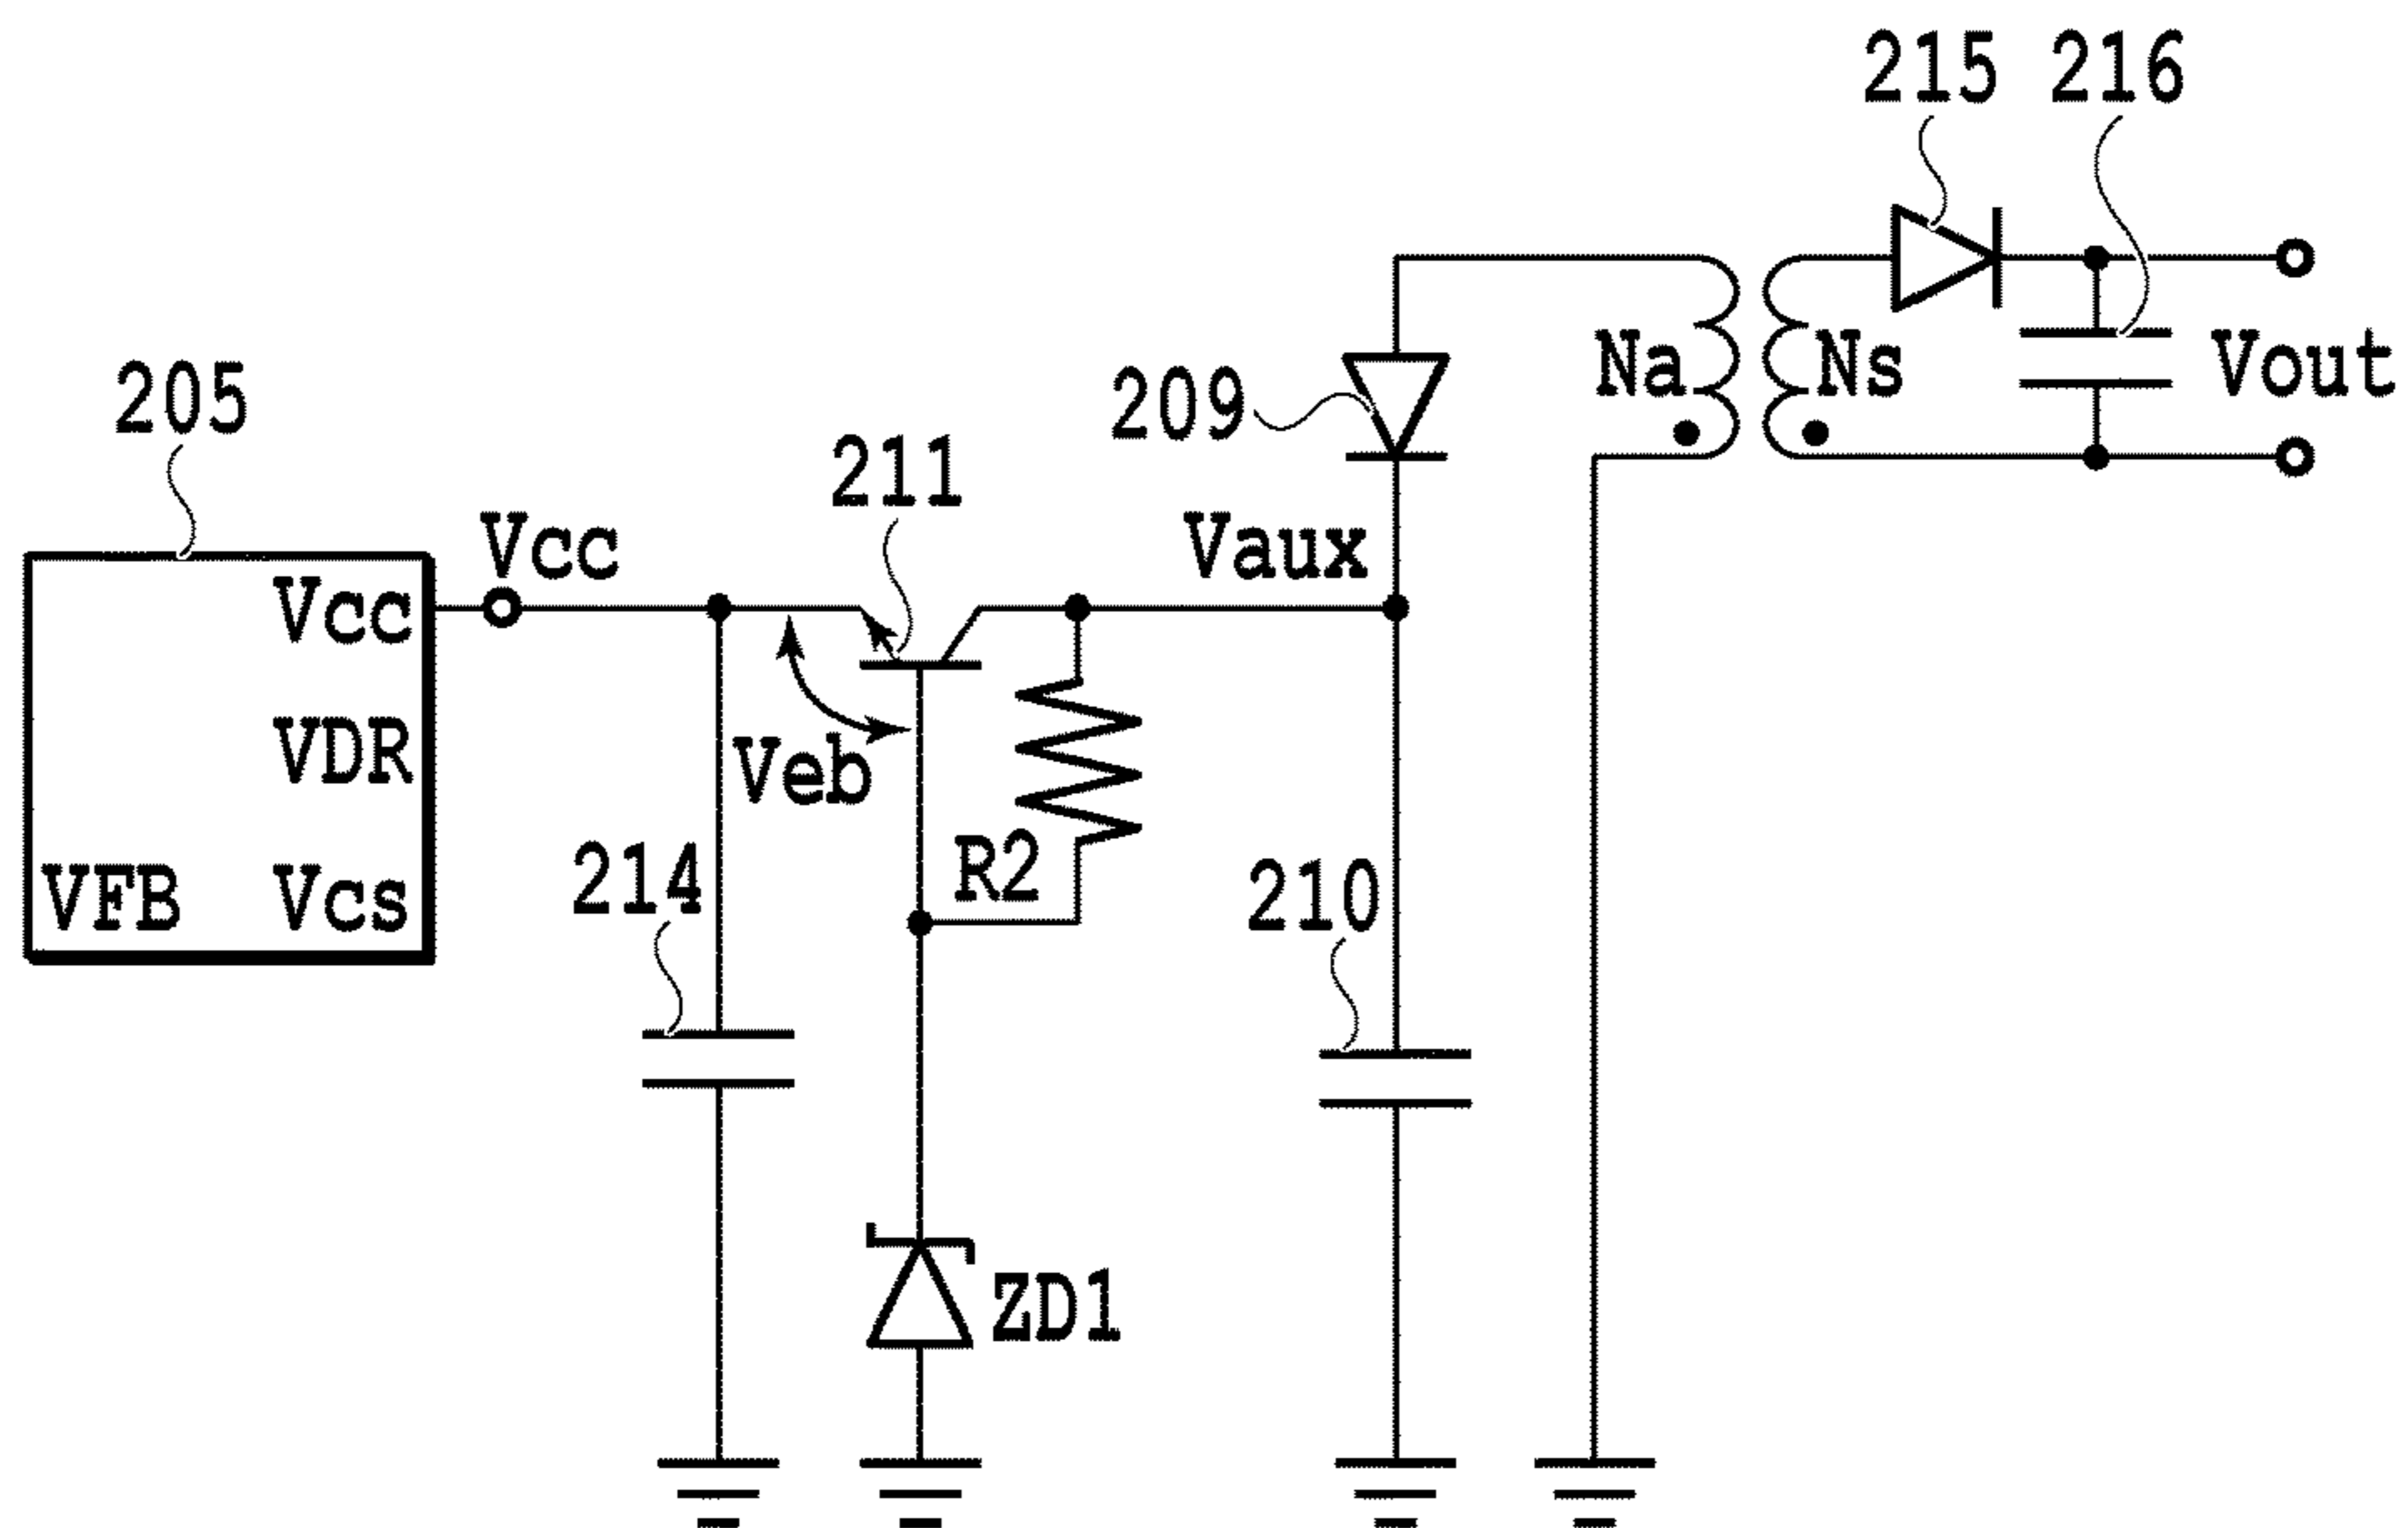 215 216
205
209
Na Ns Vout
211
Vcc Vaux
Vcc
VDR
Veb
VFB Vcs
214 R2 210
ZD1